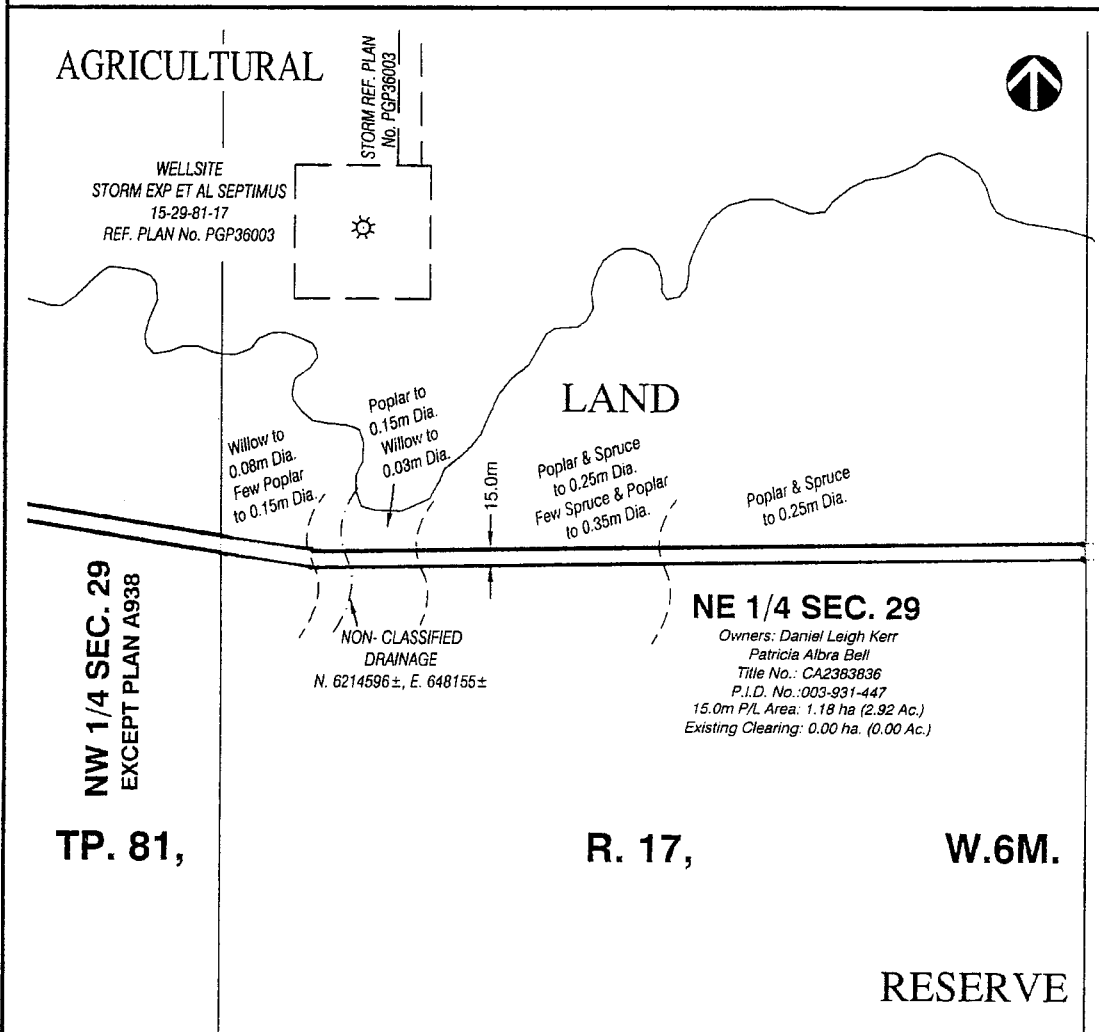 AGRICULTURAL
STORM REF. PLAN
No. PGP36003
WELLSITE
STORM EXP ET AL SEPTIMUS
15-29-81-17
REF. PLAN No. PGP36003
LAND
Willow to
0.08m Dia.
Few Poplar
to 0.15m Dia.
Poplar to
0.15m Dia.
Willow to
0.03m Dia.
15.0m
Poplar & Spruce
to 0.25m Dia.
Few Spruce & Poplar
to 0.35m Dia.
Poplar & Spruce
to 0.25m Dia.
NW 1/4 SEC. 29
EXCEPT PLAN A938
NON- CLASSIFIED
DRAINAGE
N. 6214596±, E. 648155±
NE 1/4 SEC. 29
Owners: Daniel Leigh Kerr
Patricia Albra Bell
Title No.: CA2383836
P.I.D. No.:003-931-447
15.0m P/L Area: 1.18 ha (2.92 Ac.)
Existing Clearing: 0.00 ha. (0.00 Ac.)
TP. 81,
R. 17,
W.6M.
RESERVE